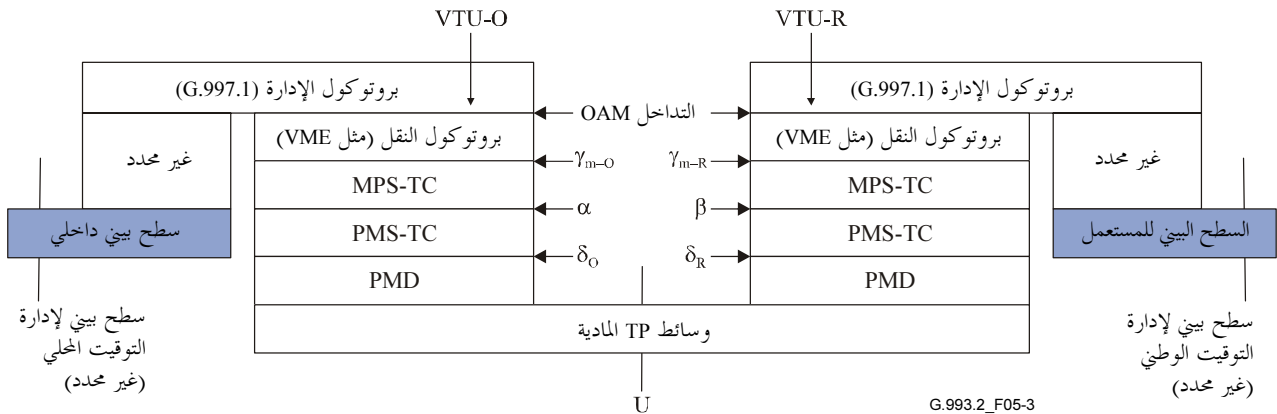 VTU-O
VTU-R
بروتوكول الإدارة (G.997.1)
بروتوكول الإدارة (G.997.1)
التداخل OAM
غير محدد
بروتوكول النقل (مثل VME)
بروتوكول النقل (مثل VME)
غير محدد
γm–O
γm–R
MPS-TC
MPS-TC
α
β
سطح بيني داخلي
PMS-TC
PMS-TC
السطح البيني للمستعمل
δO
δR
PMD
PMD
سطح بيني لإدارة
التوقيت المحلي
(غير محدد)
وسائط TP المادية
سطح بيني لإدارة
التوقيت الوطني
(غير محدد)
U
G.993.2_F05-3